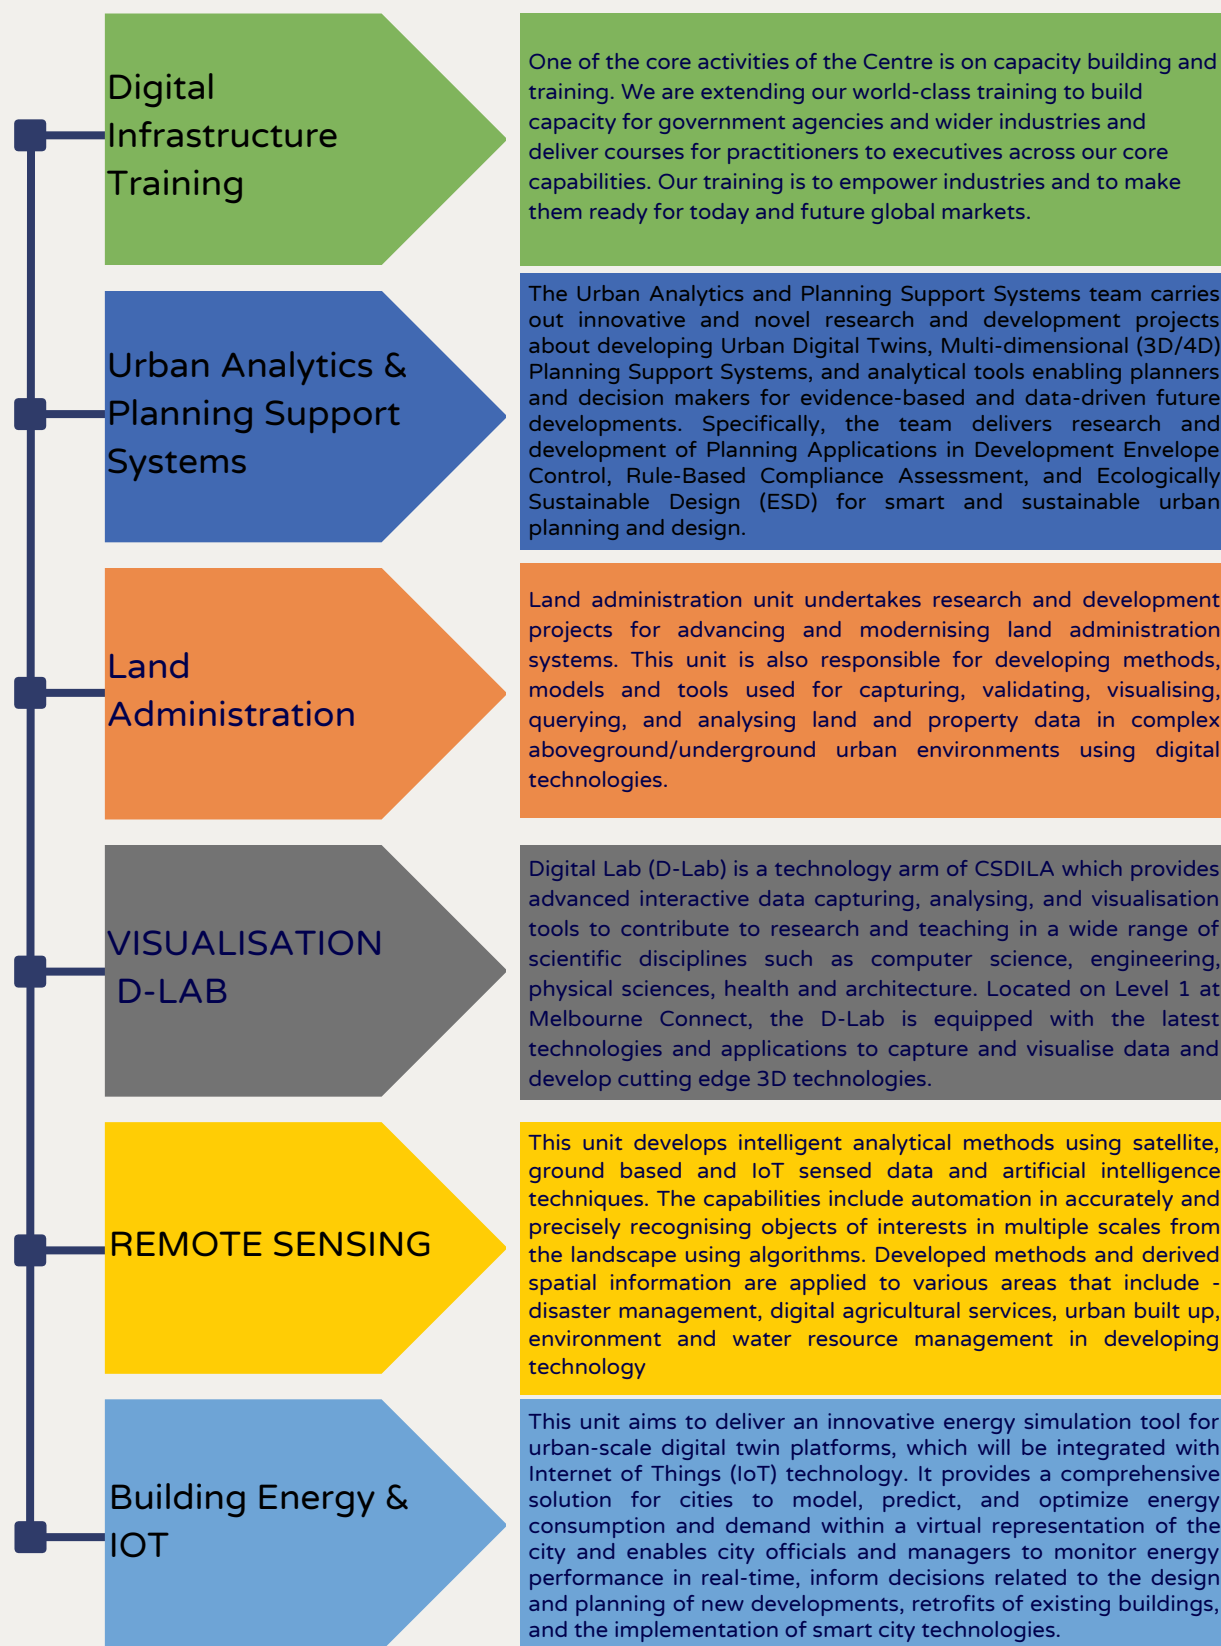 Digital
Infrastructure
Training
One of the core activities of the Centre is on capacity building and
training. We are extending our world-class training to build
capacity for government agencies and wider industries and
deliver courses for practitioners to executives across our core
capabilities. Our training is to empower industries and to make
them ready for today and future global markets.
Urban Analytics &
Planning Support
Systems
The Urban Analytics and Planning Support Systems team carries
out innovative and novel research and development projects
about developing Urban Digital Twins, Multi-dimensional (3D/4D)
Planning Support Systems, and analytical tools enabling planners
and decision makers for evidence-based and data-driven future
developments. Specifically, the team delivers research and
development of Planning Applications in Development Envelope
Control, Rule-Based Compliance Assessment, and Ecologically
Sustainable Design (ESD) for smart and sustainable urban
planning and design.
Land
Administration
Land administration unit undertakes research and development
projects for advancing and modernising land administration
systems. This unit is also responsible for developing methods,
models and tools used for capturing, validating, visualising,
querying, and analysing land and property data in complex
aboveground/underground urban environments using digital
technologies.
VISUALISATION
D-LAB
Digital Lab (D-Lab) is a technology arm of CSDILA which provides
advanced interactive data capturing, analysing, and visualisation
tools to contribute to research and teaching in a wide range of
scientific disciplines such as computer science, engineering,
physical sciences, health and architecture. Located on Level 1 at
Melbourne Connect, the D-Lab is equipped with the latest
technologies and applications to capture and visualise data and
develop cutting edge 3D technologies.
REMOTE SENSING
This unit develops intelligent analytical methods using satellite,
ground based and IoT sensed data and artificial intelligence
techniques. The capabilities include automation in accurately and
precisely recognising objects of interests in multiple scales from
the landscape using algorithms. Developed methods and derived
spatial information are applied to various areas that include -
disaster management, digital agricultural services, urban built up,
environment and water resource management in developing
technology
Building Energy &
IOT
This unit aims to deliver an innovative energy simulation tool for
urban-scale digital twin platforms, which will be integrated with
Internet of Things (IoT) technology. It provides a comprehensive
solution for cities to model, predict, and optimize energy
consumption and demand within a virtual representation of the
city and enables city officials and managers to monitor energy
performance in real-time, inform decisions related to the design
and planning of new developments, retrofits of existing buildings,
and the implementation of smart city technologies.